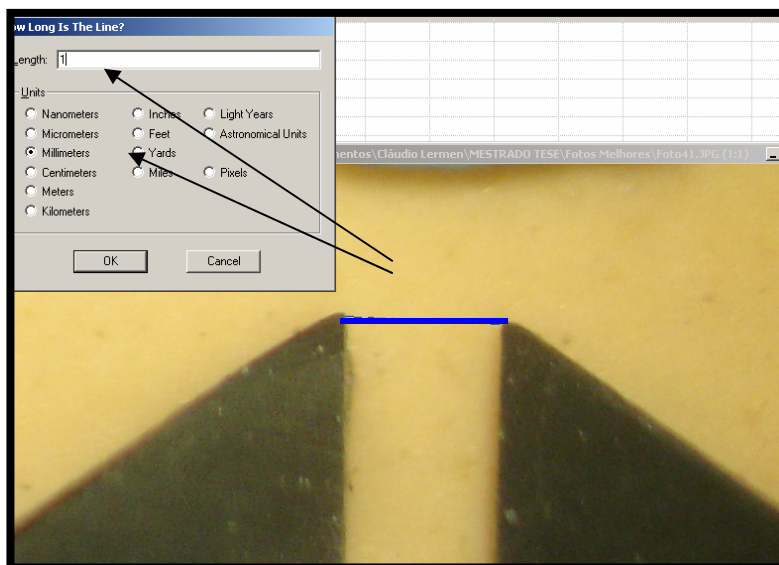 ow Long Is The Line?
Length: 1
Units
Nanometers Inches Light Years
Micrometers Feet Astronomical Units
Millimeters Yards
Centimeters Miles Pixels
Meters
Kilometers
OK Cancel
mentos\Cláudio Lermen\MESTRADO TESE\Fotos Melhores\Foto41.JPG (1:1)